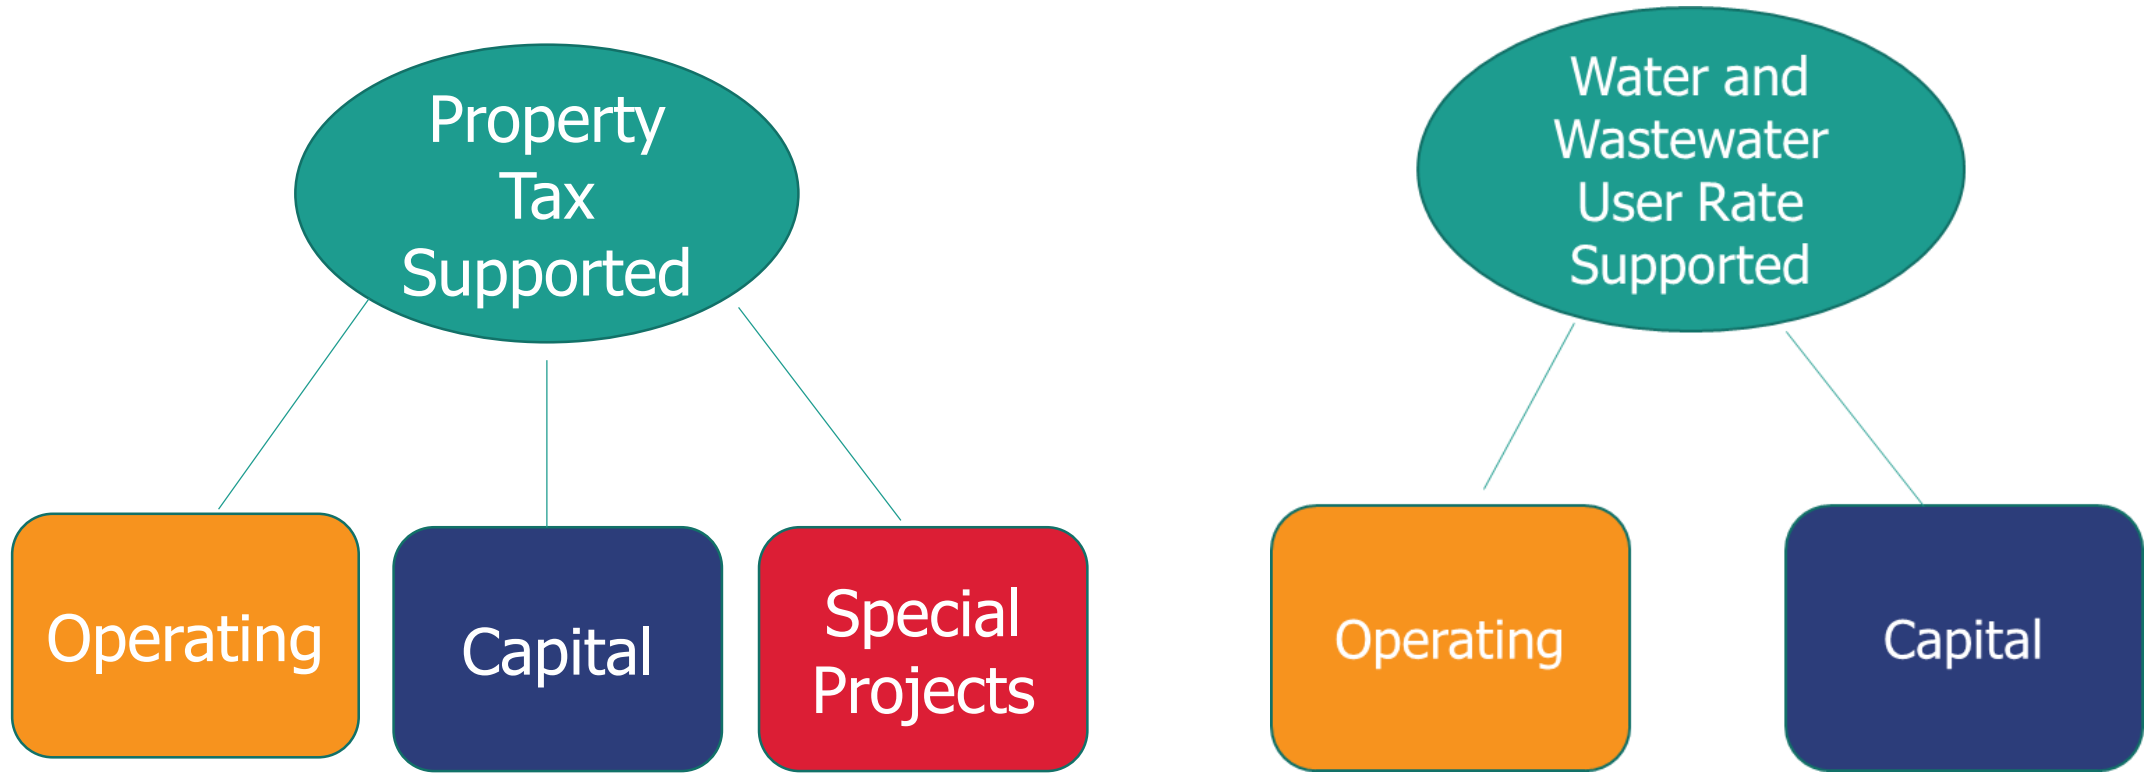 Property
Tax
Supported
Operating
Capital
Special
Projects
Water and
Wastewater
User Rate
Supported
Operating
Capital